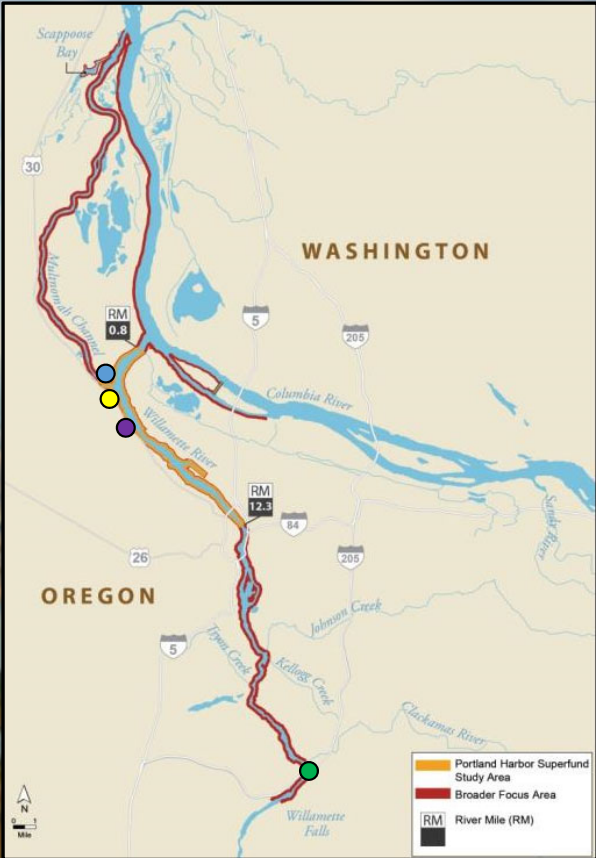 Scappoose
Bay
30
WASHINGTON
Multnomah Channel
RM
0.8
5
205
Columbia River
Willamette River
RM
12.3
84
Sandy River
26
205
OREGON
Johnson Creek
5
Tryon Creek
Kellogg Creek
Clackamas River
Willamette
Falls
N
0 1
Mile
Portland Harbor Superfund
Study Area
Broader Focus Area
RM
River Mile (RM)